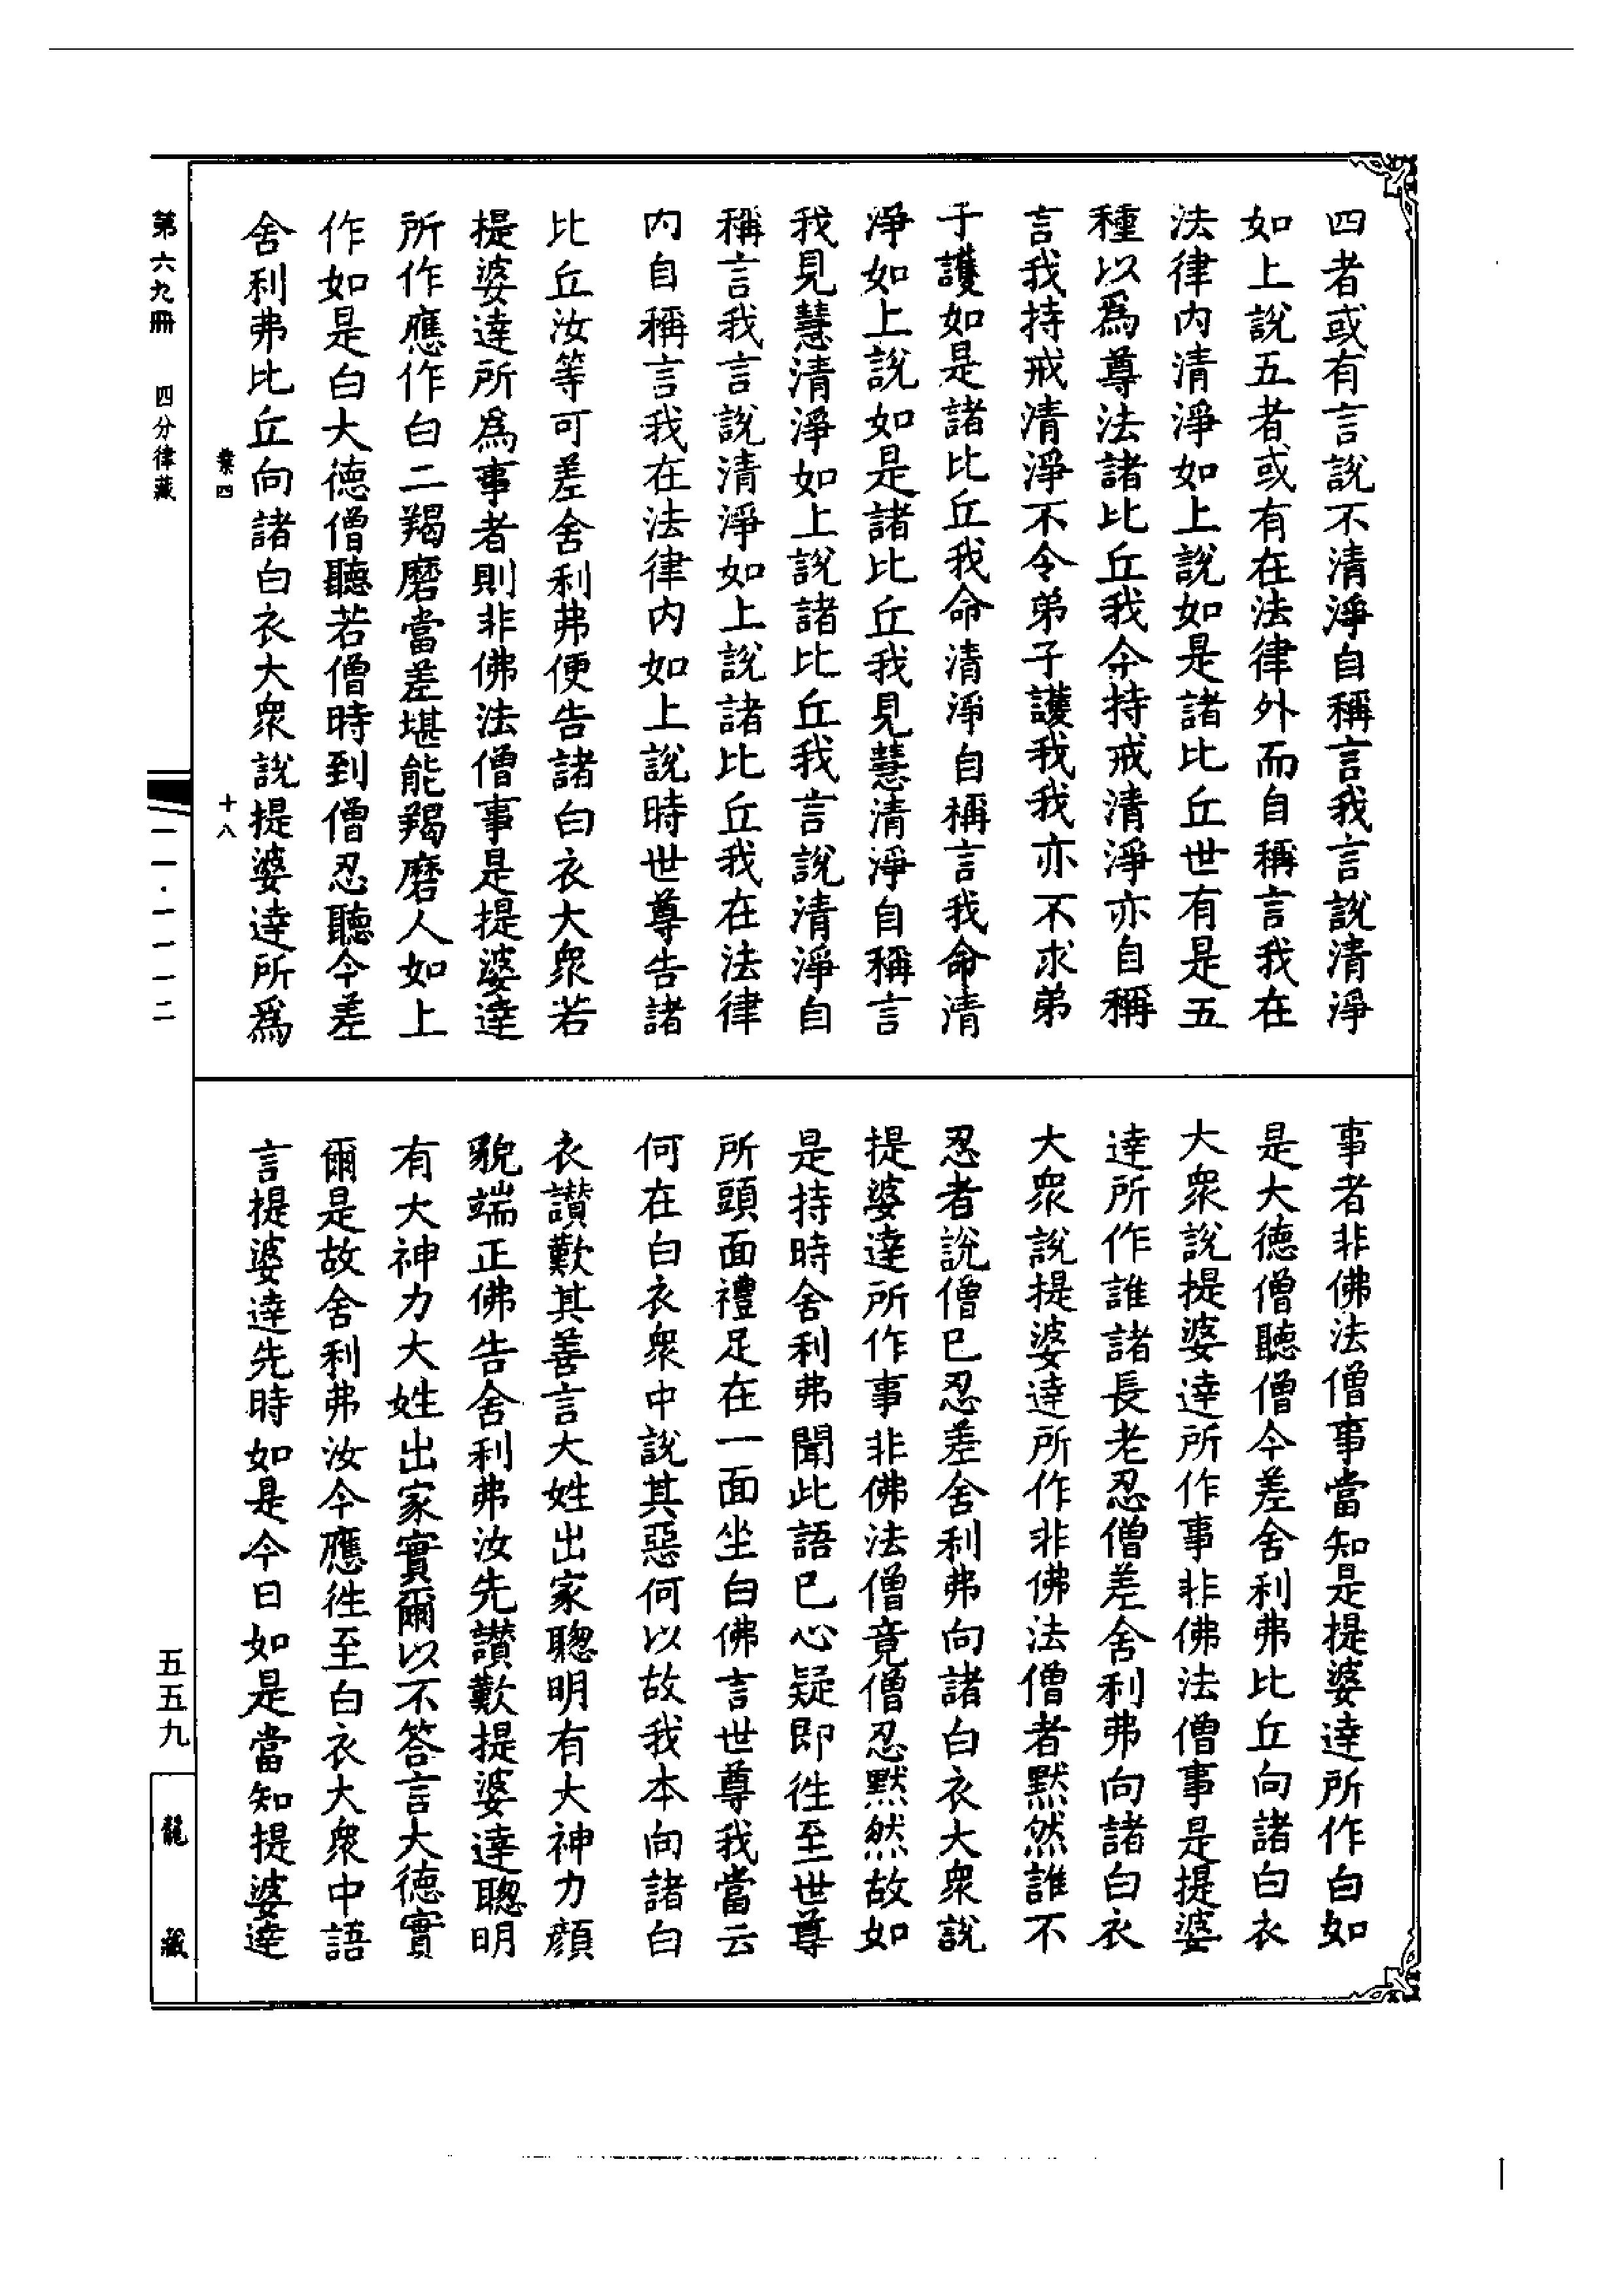 四者或有言說不清淨自稱言我言說清淨
如上說五者或有在法律外而自稱言我在
法律內清淨如上說如是諸比丘世有是五
種以為尊法諸比丘我今持戒清淨亦自稱
言我持戒清淨不令弟子護我我亦不求弟
子護如是諸比丘我命清淨自稱言我命清
淨如上說如是諸比丘我見慧清淨自稱言
我見慧清淨如上說諸比丘我言說清淨自
稱言我言說清淨如上說諸比丘我在法律
內自稱言我在法律內如上說時世尊告諸
比丘汝等可差舍利弗便告諸白衣大眾若
提婆達所為事者則非佛法僧事是提婆達
所作應作白二羯磨當差堪能羯磨人如上
作如是白大德僧聽若僧時到僧忍聽今差
舍利弗比丘向諸白衣大眾說提婆達所為
事者非佛法僧事當知是提婆達所作白如
是大德僧聽僧今差舍利弗比丘向諸白衣
大眾說提婆達所作事非佛法僧事是提婆
達所作誰諸長老忍僧差舍利弗向諸白衣
大眾說提婆達所作非佛法僧者默然誰不
忍者說僧已忍差舍利弗向諸白衣大眾說
提婆達所作事非佛法僧竟僧忍默然故如
是持時舍利弗聞此語已心疑即往至世尊
所頭面禮足在一面坐白佛言世尊我當云
何在白衣眾中說其惡何以故我本向諸白
衣讚歎其善言大姓出家聰明有大神力顏
貌端正佛告舍利弗汝先讚歎提婆達聰明
有大神力大姓出家實爾以不答言大德實
爾是故舍利弗汝今應往至白衣大眾中語
言提婆達先時如是今日如是當知提婆達
業四 十八
第六九冊 四分律藏 一一·一一一二
五五九
龍藏